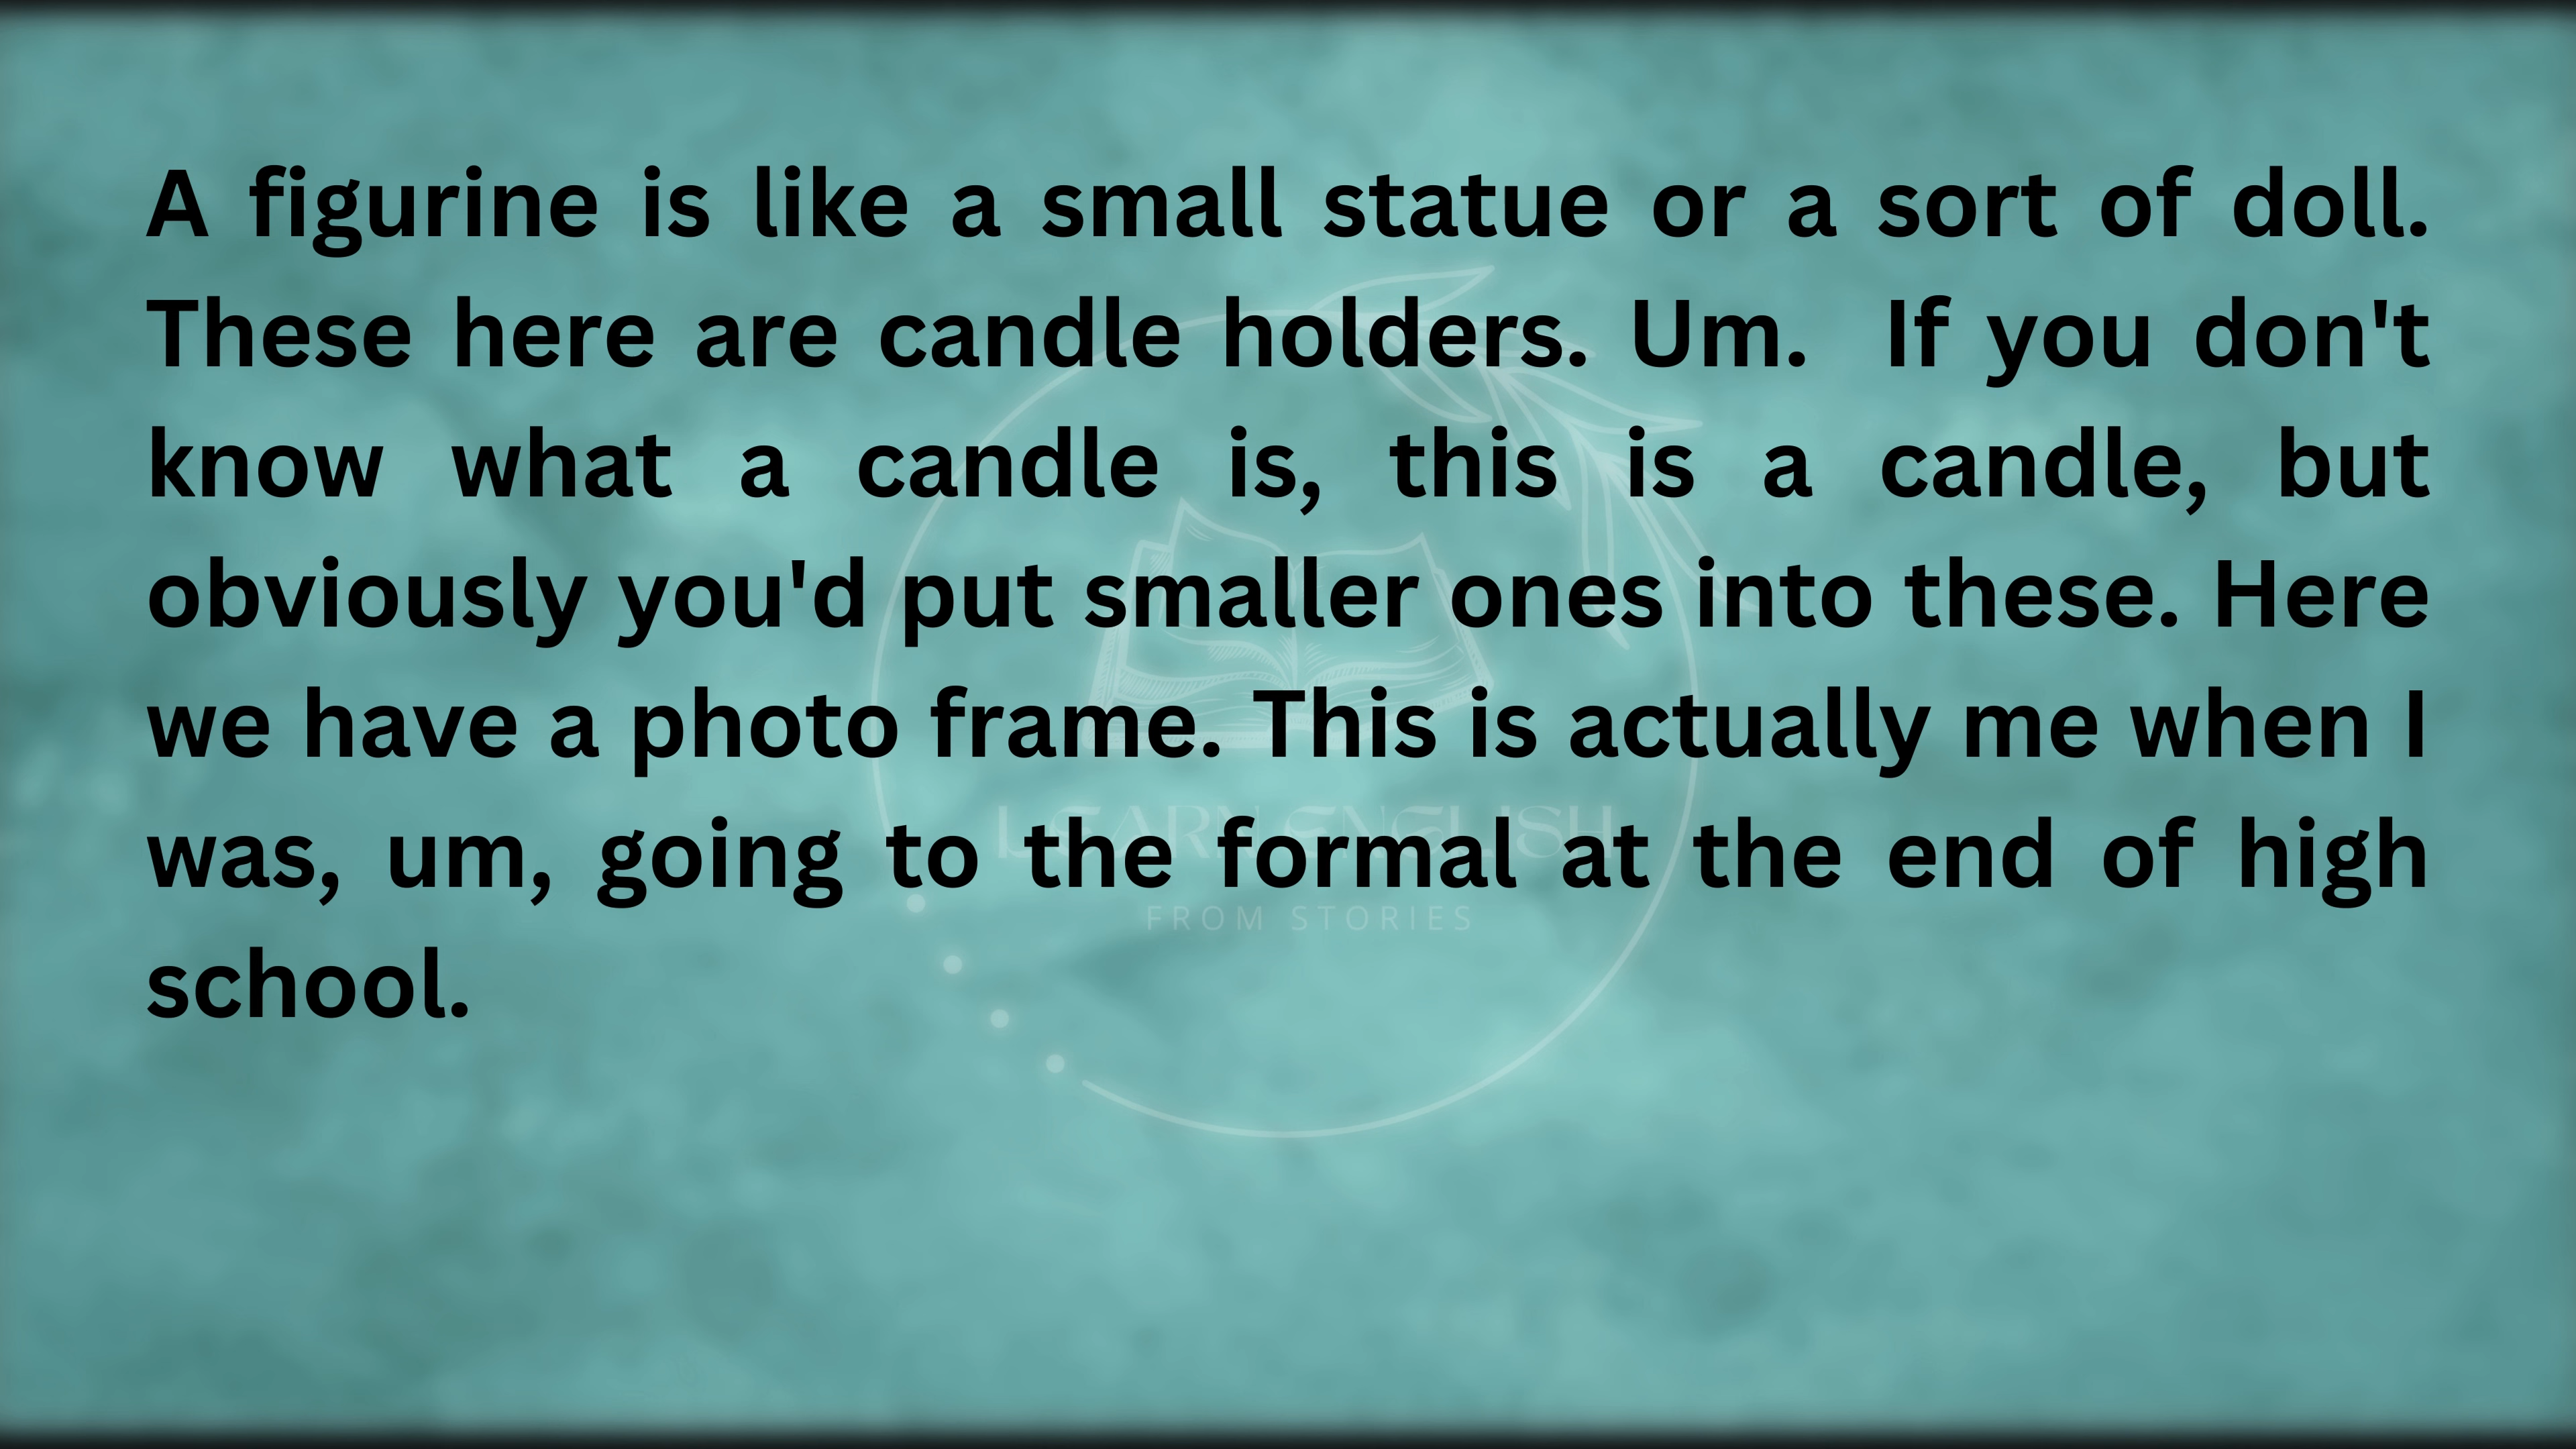 A figurine is like a small statue or a sort of doll.
These here are candle holders. Um.  If you don't
know what a candle is, this is a candle, but
obviously you'd put smaller ones into these. Here
we have a photo frame. This is actually me when I
was, um, going to the formal at the end of high
school.
LEARN ENGLISH
FROM STORIES